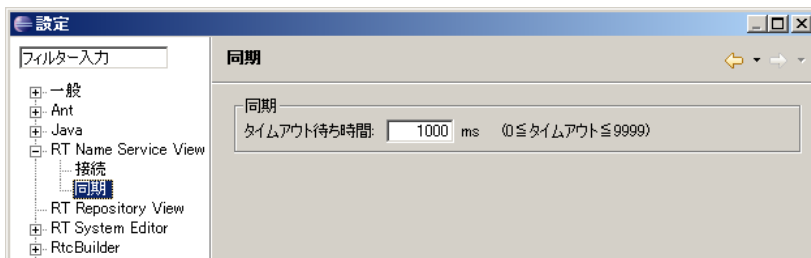 設定
フィルター入力
同期
一般
Ant
Java
RT Name Service View
接続
同期
RT Repository View
RT System Editor
RtcBuilder
同期
タイムアウト待ち時間: 1000 ms (0≦タイムアウト≦9999)